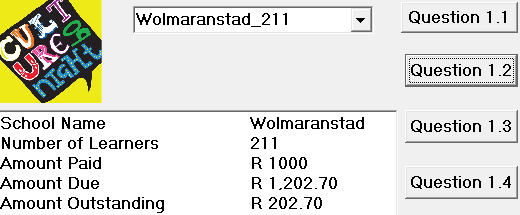 CULT
URE@
NIGHT
Wolmaranstad_211
Question 1.1
Question 1.2
Question 1.3
Question 1.4
School Name Wolmaranstad
Number of Learners 211
Amount Paid R 1000
Amount Due R 1,202.70
Amount Outstanding R 202.70